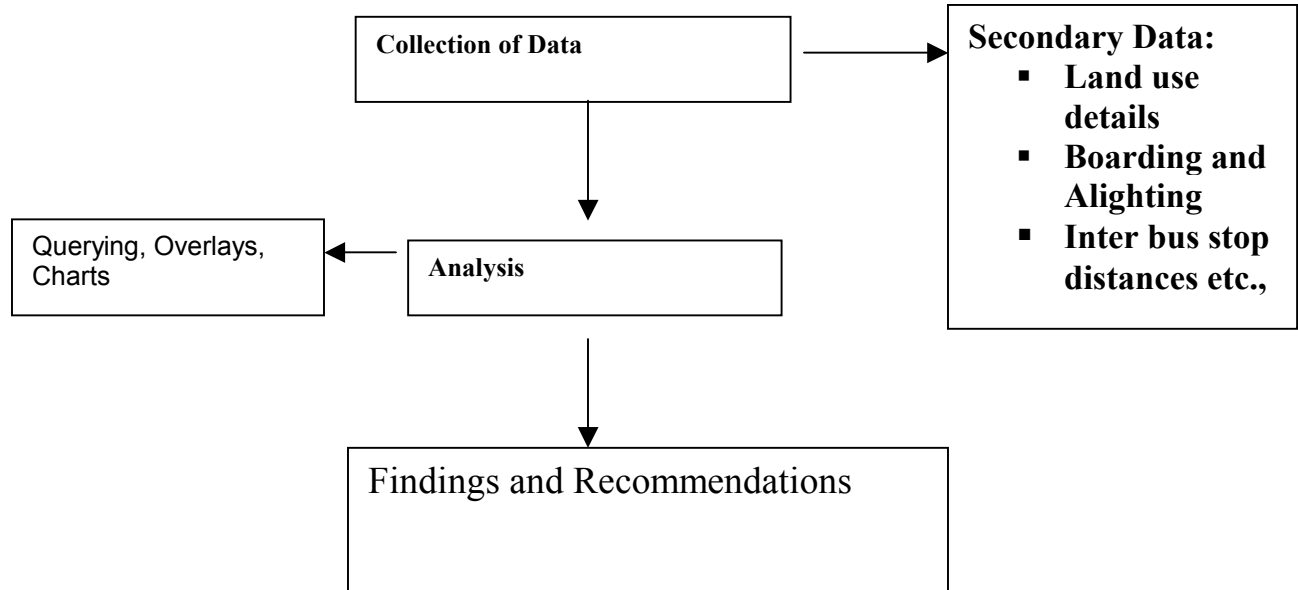 Collection of Data
Secondary Data:
▪ Land use
details
▪ Boarding and
Alighting
▪ Inter bus stop
distances etc.,
Querying, Overlays,
Charts
Analysis
Findings and Recommendations